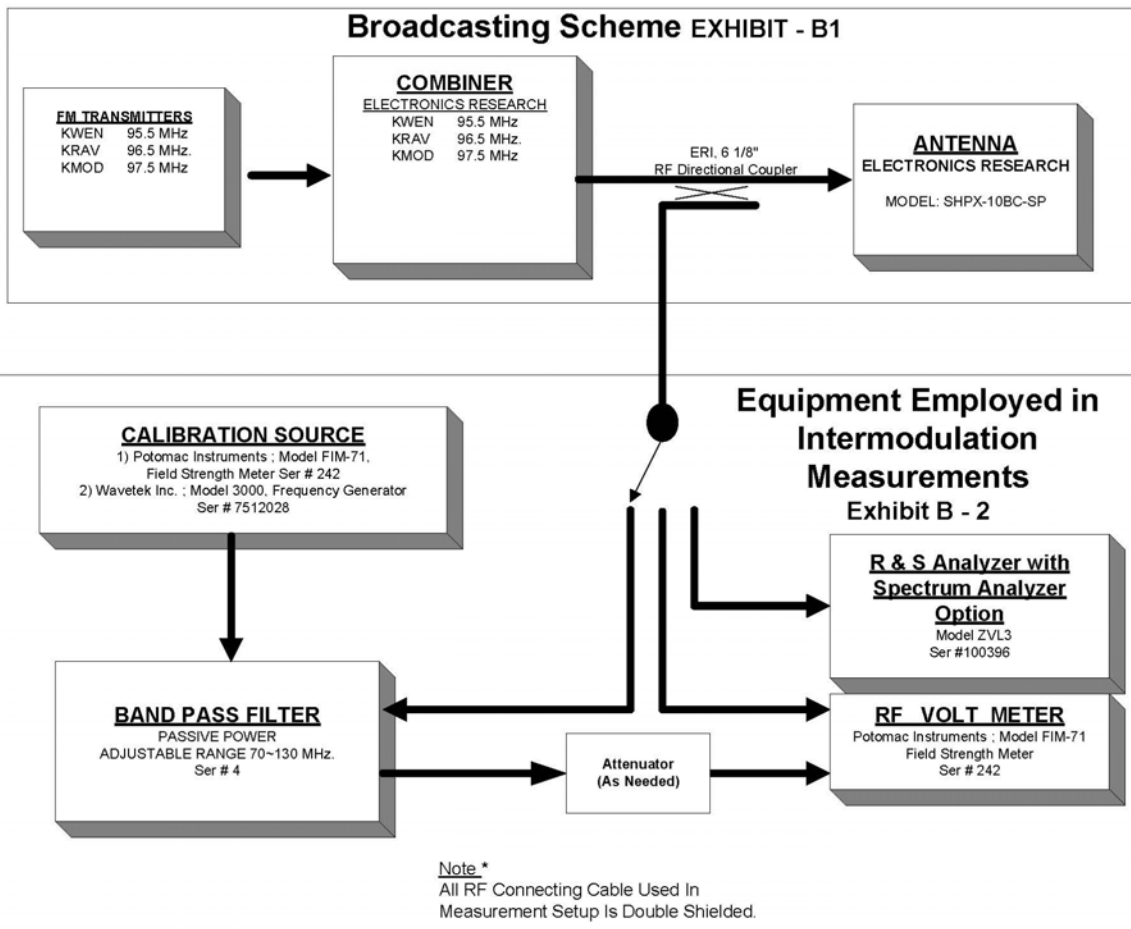 Broadcasting Scheme EXHIBIT - B1
FM TRANSMITTERS
KWEN 95.5 MHz
KRAV 96.5 MHz.
KMOD 97.5 MHz
COMBINER
ELECTRONICS RESEARCH
KWEN 95.5 MHz
KRAV 96.5 MHz.
KMOD 97.5 MHz
ERI, 6 1/8"
RF Directional Coupler
ANTENNA
ELECTRONICS RESEARCH
MODEL: SHPX-10BC-SP
Equipment Employed in
Intermodulation
Measurements
Exhibit B - 2
CALIBRATION SOURCE
1) Potomac Instruments ; Model FIM-71,
Field Strength Meter Ser # 242
2) Wavetek Inc. ; Model 3000, Frequency Generator
Ser # 7512028
R & S Analyzer with
Spectrum Analyzer
Option
Model ZVL3
Ser #100396
BAND PASS FILTER
PASSIVE POWER
ADJUSTABLE RANGE 70~130 MHz.
Ser # 4
Attenuator
(As Needed)
RF VOLT METER
Potomac Instruments ; Model FIM-71
Field Strength Meter
Ser # 242
Note *
All RF Connecting Cable Used In
Measurement Setup Is Double Shielded.